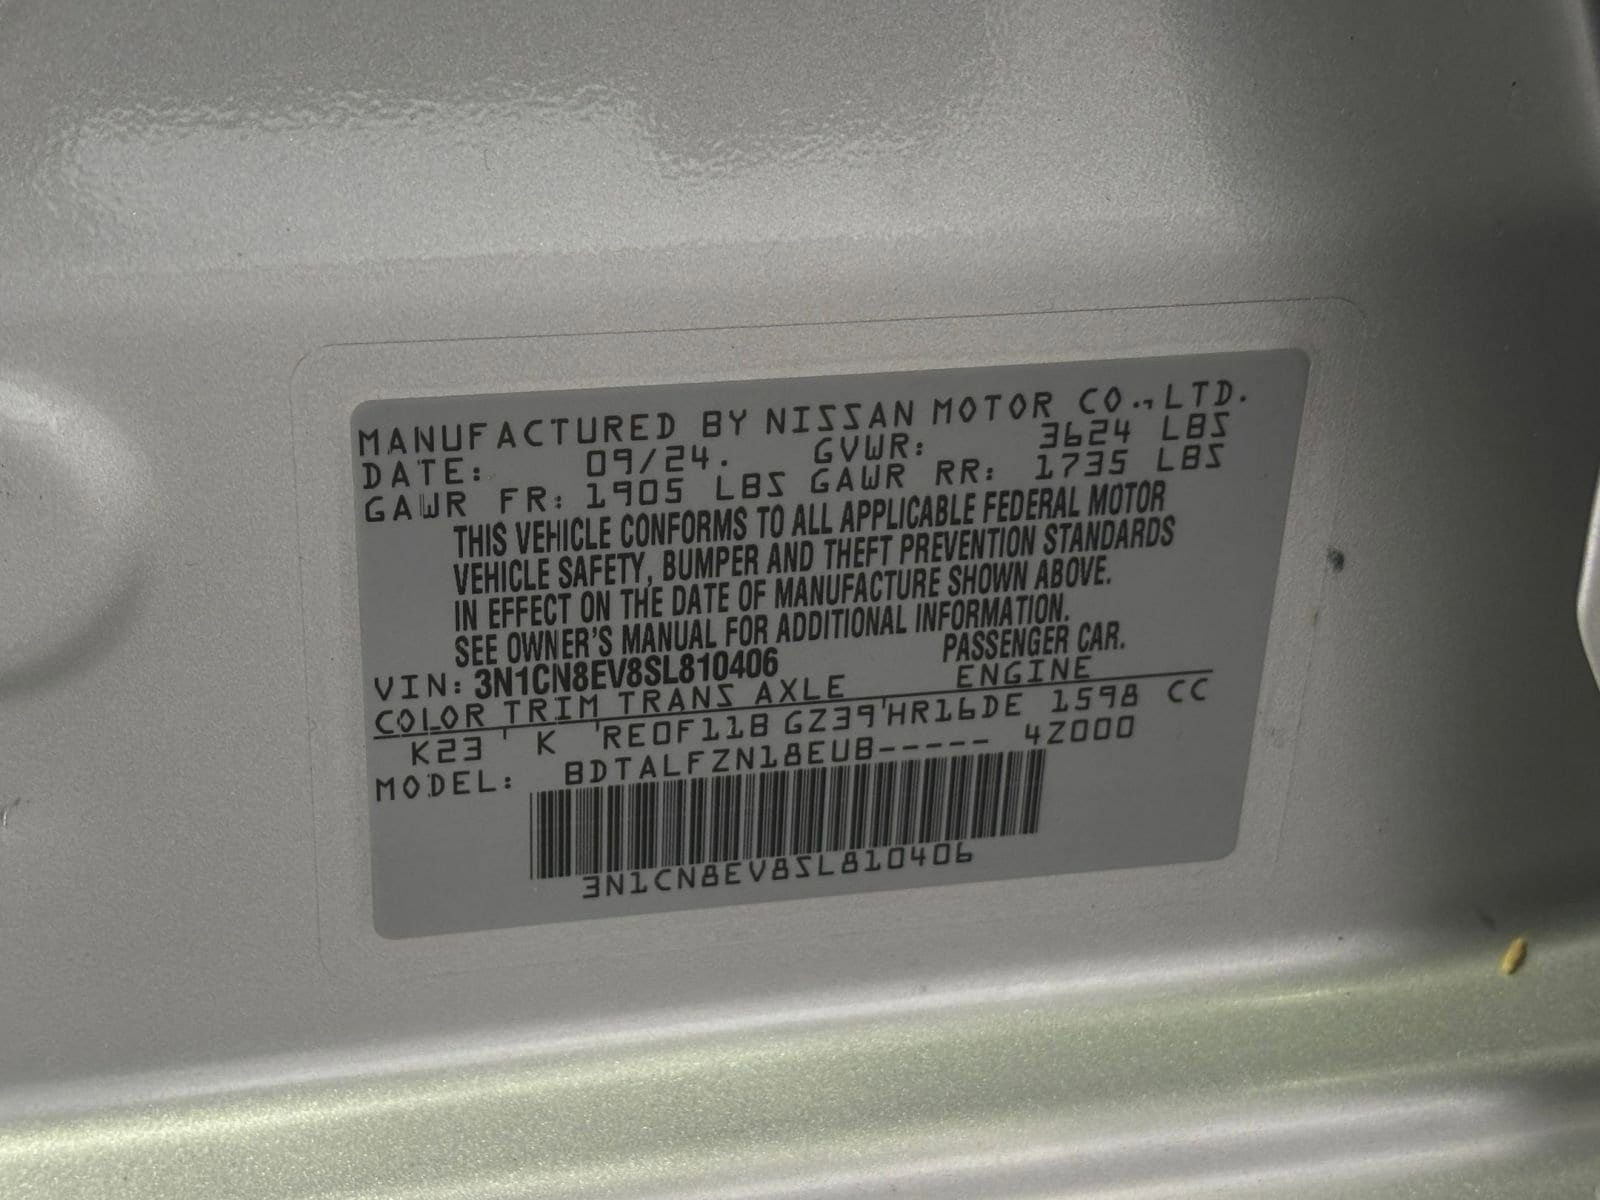 MANUFACTURED BY NISSAN MOTOR CO.,LTD.
DATE: 09/24. GVWR: 3624 LBS
GAWR FR: 1905 LBS GAWR RR: 1735 LBS
THIS VEHICLE CONFORMS TO ALL APPLICABLE FEDERAL MOTOR
VEHICLE SAFETY, BUMPER AND THEFT PREVENTION STANDARDS
IN EFFECT ON THE DATE OF MANUFACTURE SHOWN ABOVE.
SEE OWNER'S MANUAL FOR ADDITIONAL INFORMATION.
VIN: 3N1CN8EV8SL810406 PASSENGER CAR.
COLOR TRIM TRANS AXLE ENGINE
K23 ' K 'RE0F11B GZ39'HR16DE 1598 CC
MODEL: BDTALFZN18EUB----- 4Z000
3N1CN8EV8SL810406